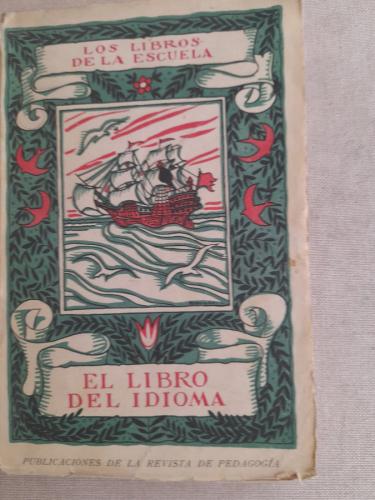 LOS LIBROS
DE LA ESCUELA
EL LIBRO
DEL IDIOMA
PUBLICACIONES DE LA REVISTA DE PEDAGOGÍA